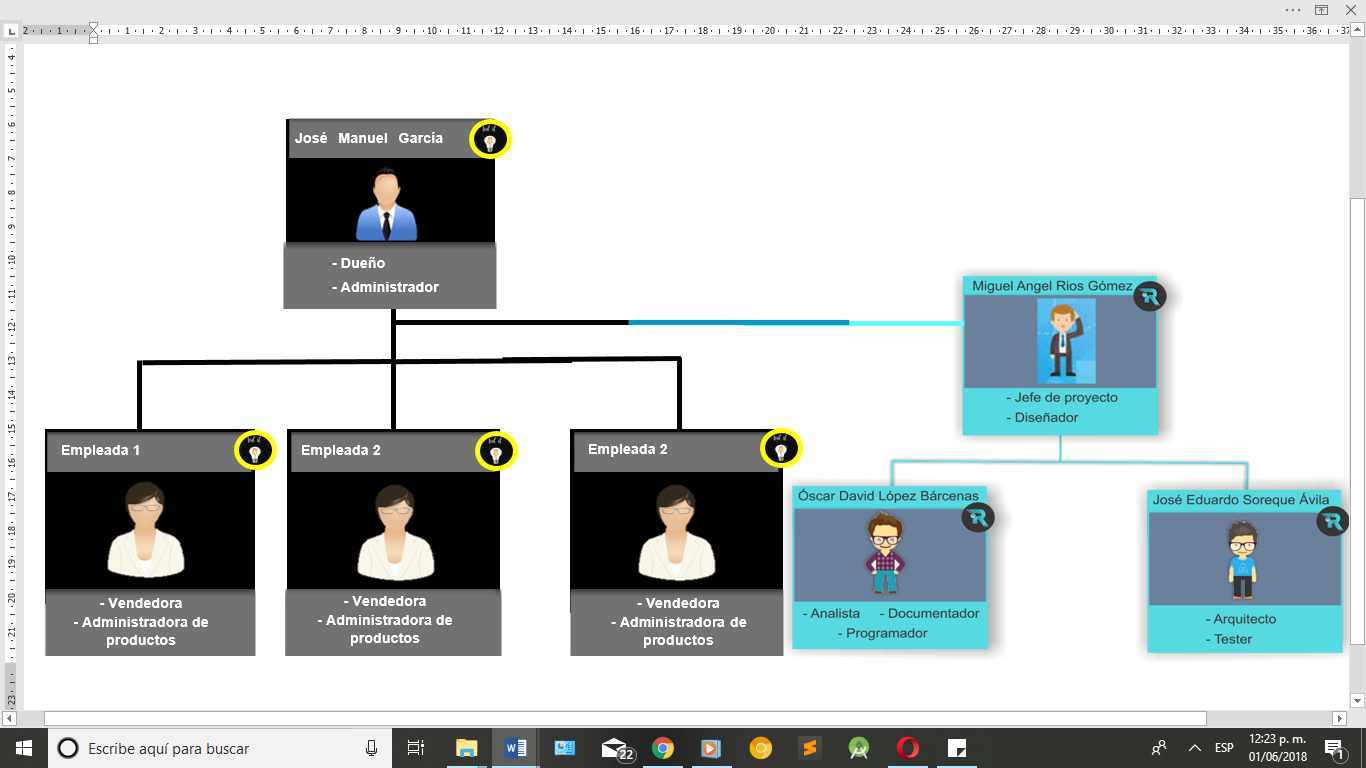 José Manuel García
- Dueño
- Administrador
Miguel Angel Rios Gómez
- Jefe de proyecto
- Diseñador
Empleada 1
- Vendedora
- Administradora de
productos
Empleada 2
- Vendedora
- Administradora de
productos
Empleada 2
- Vendedora
- Administradora de
productos
Óscar David López Bárcenas
- Analista - Documentador
- Programador
José Eduardo Soreque Ávila
- Arquitecto
- Tester
Escribe aquí para buscar
22
ESP
12:23 p. m.
01/06/2018
1